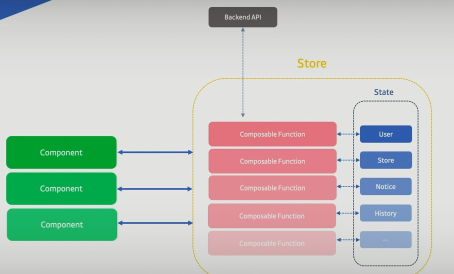 Backend API
Store
State
Composable Function
User
Component
Composable Function
Store
Component
Composable Function
Notice
Component
Composable Function
History
Composable Function
...